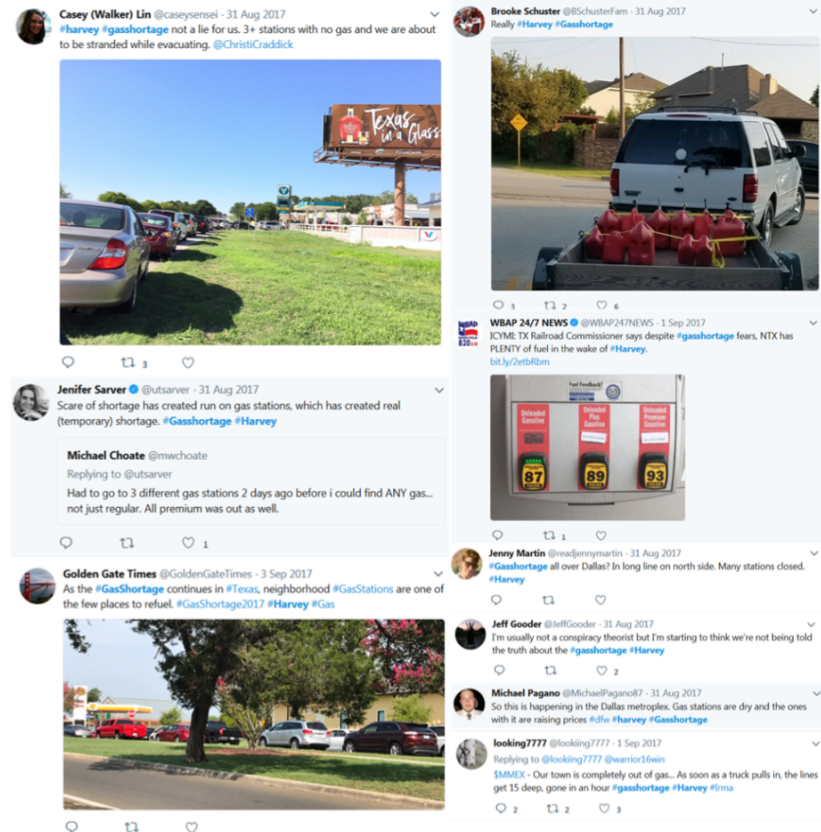 Casey (Walker) Lin @caseysensei · 31 Aug 2017
#harvey #gasshortage not a lie for us. 3+ stations with no gas and we are about
to be stranded while evacuating. @ChristiCraddick
Texas
in a Glass
3
Jenifer Sarver @utsarver · 31 Aug 2017
Scare of shortage has created run on gas stations, which has created real
(temporary) shortage. #Gasshortage #Harvey
Michael Choate @mwchoate
Replying to @utsarver
Had to go to 3 different gas stations 2 days ago before i could find ANY gas...
not just regular. All premium was out as well.
1
Golden Gate Times @GoldenGateTimes · 3 Sep 2017
As the #GasShortage continues in #Texas, neighborhood #GasStations are one of
the few places to refuel. #GasShortage2017 #Harvey #Gas
Brooke Schuster @BSchusterFam · 31 Aug 2017
Really #Harvey #Gasshortage
3 2 6
WBAP 24/7 NEWS @WBAP247NEWS · 1 Sep 2017
WBAP
820AM
ICYMI: TX Railroad Commissioner says despite #gasshortage fears, NTX has
PLENTY of fuel in the wake of #Harvey.
bit.ly/2etbRbm
Fuel Feedback?
Unleaded
Gasoline
Unleaded
Plus
Gasoline
Unleaded
Premium
Gasoline
87 89 93
1
Jenny Martin @readjennymartin · 31 Aug 2017
#Gasshortage all over Dallas? In long line on north side. Many stations closed.
#Harvey
Jeff Gooder @JeffGooder · 31 Aug 2017
I'm usually not a conspiracy theorist but I'm starting to think we're not being told
the truth about the #gasshortage #Harvey
2
Michael Pagano @MichaelPagano87 · 31 Aug 2017
So this is happening in the Dallas metroplex. Gas stations are dry and the ones
with it are raising prices #dfw #harvey #Gasshortage
looking7777 @lookiing7777 · 1 Sep 2017
Replying to @lookiing7777 @warrior16win
$MMEX - Our town is completely out of gas... As soon as a truck pulls in, the lines
get 15 deep, gone in an hour #gasshortage #Harvey #Irma
2 2 3